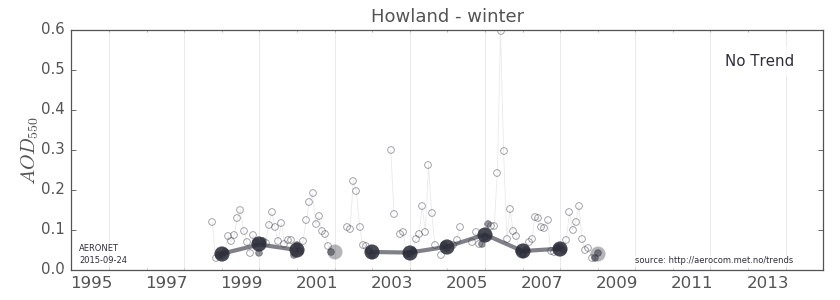 Howland - winter
0.6
No Trend
0.5
0.4
AOD550
0.3
0.2
0.1
AERONET
2015-09-24
source: http://aerocom.met.no/trends
0.0
1995 1997 1999 2001 2003 2005 2007 2009 2011 2013